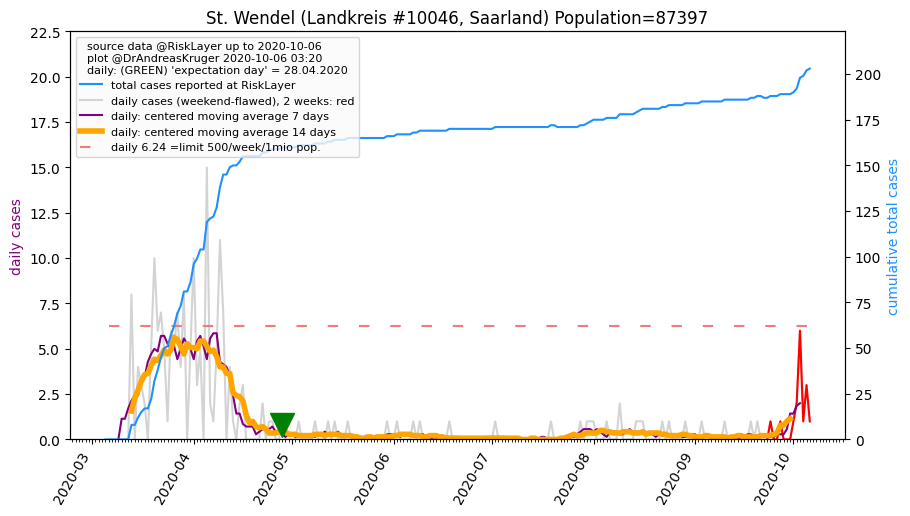 St. Wendel (Landkreis #10046, Saarland) Population=87397
source data @RiskLayer up to 2020-10-06
plot @DrAndreasKruger 2020-10-06 03:20
daily: (GREEN) 'expectation day' = 28.04.2020
total cases reported at RiskLayer
daily cases (weekend-flawed), 2 weeks: red
daily: centered moving average 7 days
daily: centered moving average 14 days
daily 6.24 =limit 500/week/1mio pop.
daily cases
22.5
20.0
17.5
15.0
12.5
10.0
7.5
5.0
2.5
0.0
cumulative total cases
200
175
150
125
100
75
50
25
0
2020-03
2020-04
2020-05
2020-06
2020-07
2020-08
2020-09
2020-10